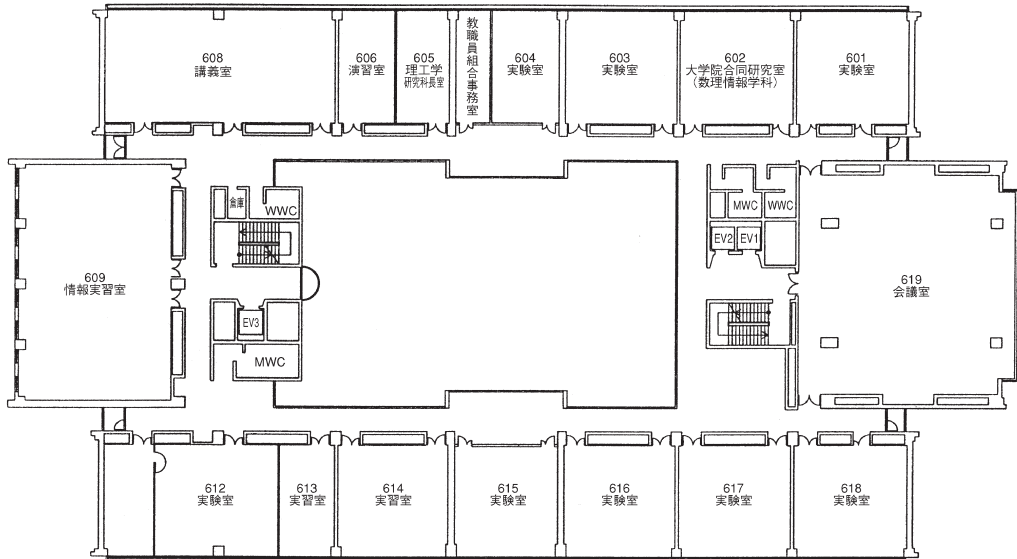 608
講義室
606
演習室
605
理工学
研究科長室
教職員組合事務室
604
実験室
603
実験室
602
大学院合同研究室
（数理情報学科）
601
実験室
倉庫
WWC
MWC
WWC
EV2
EV1
609
情報実習室
619
会議室
EV3
MWC
612
実験室
613
実習室
614
実習室
615
実験室
616
実験室
617
実験室
618
実験室